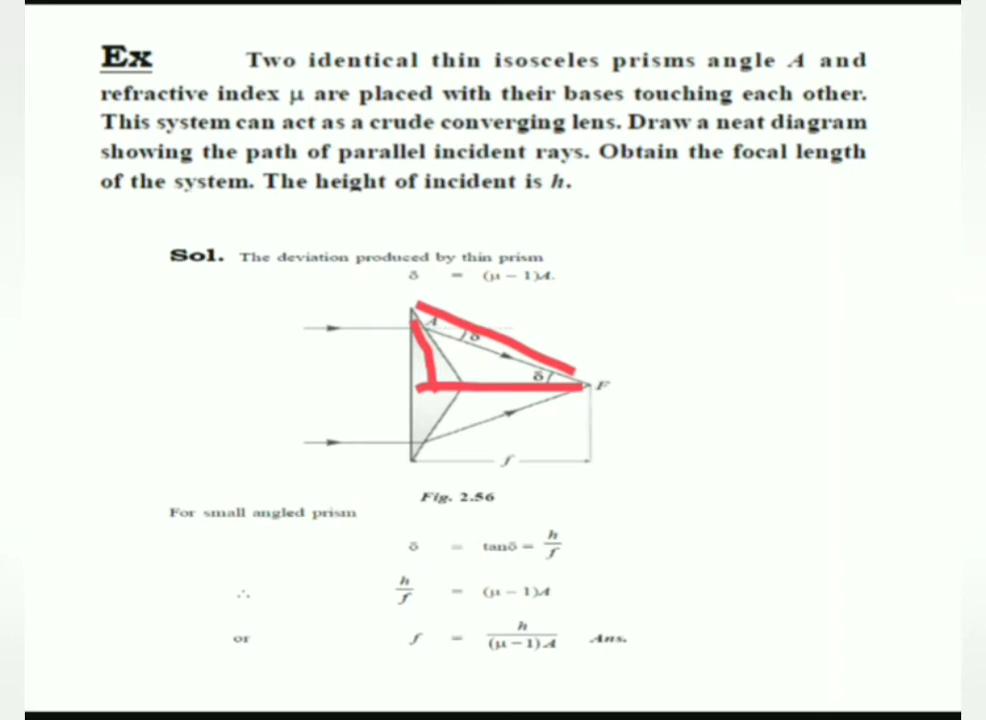 Ex Two identical thin isosceles prisms angle A and
refractive index μ are placed with their bases touching each other.
This system can act as a crude converging lens. Draw a neat diagram
showing the path of parallel incident rays. Obtain the focal length
of the system. The height of incident is h.
Sol. The deviation produced by thin prism
δ = (μ − 1)A.
A
δ
δ
F
f
Fig. 2.56
For small angled prism
δ = tanδ = h/f
∴ h/f = (μ − 1)A
or f = h/(μ − 1)A Ans.